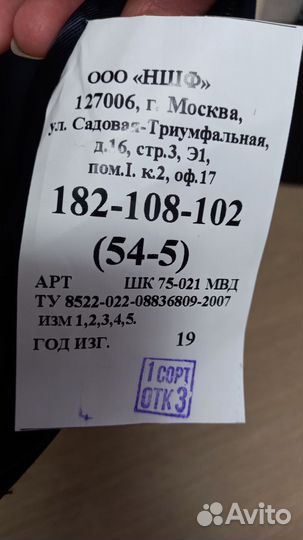 ООО «НШФ»
127006, г. Москва,
ул. Садовая-Триумфальная,
д.16, стр.3, Э1,
пом.I. к.2, оф.17
182-108-102
(54-5)
АРТ ШК 75-021 МВД
ТУ 8522-022-08836809-2007
ИЗМ 1,2,3,4,5.
ГОД ИЗГ. 19
1 СОРТ
ОТК 3
Avito